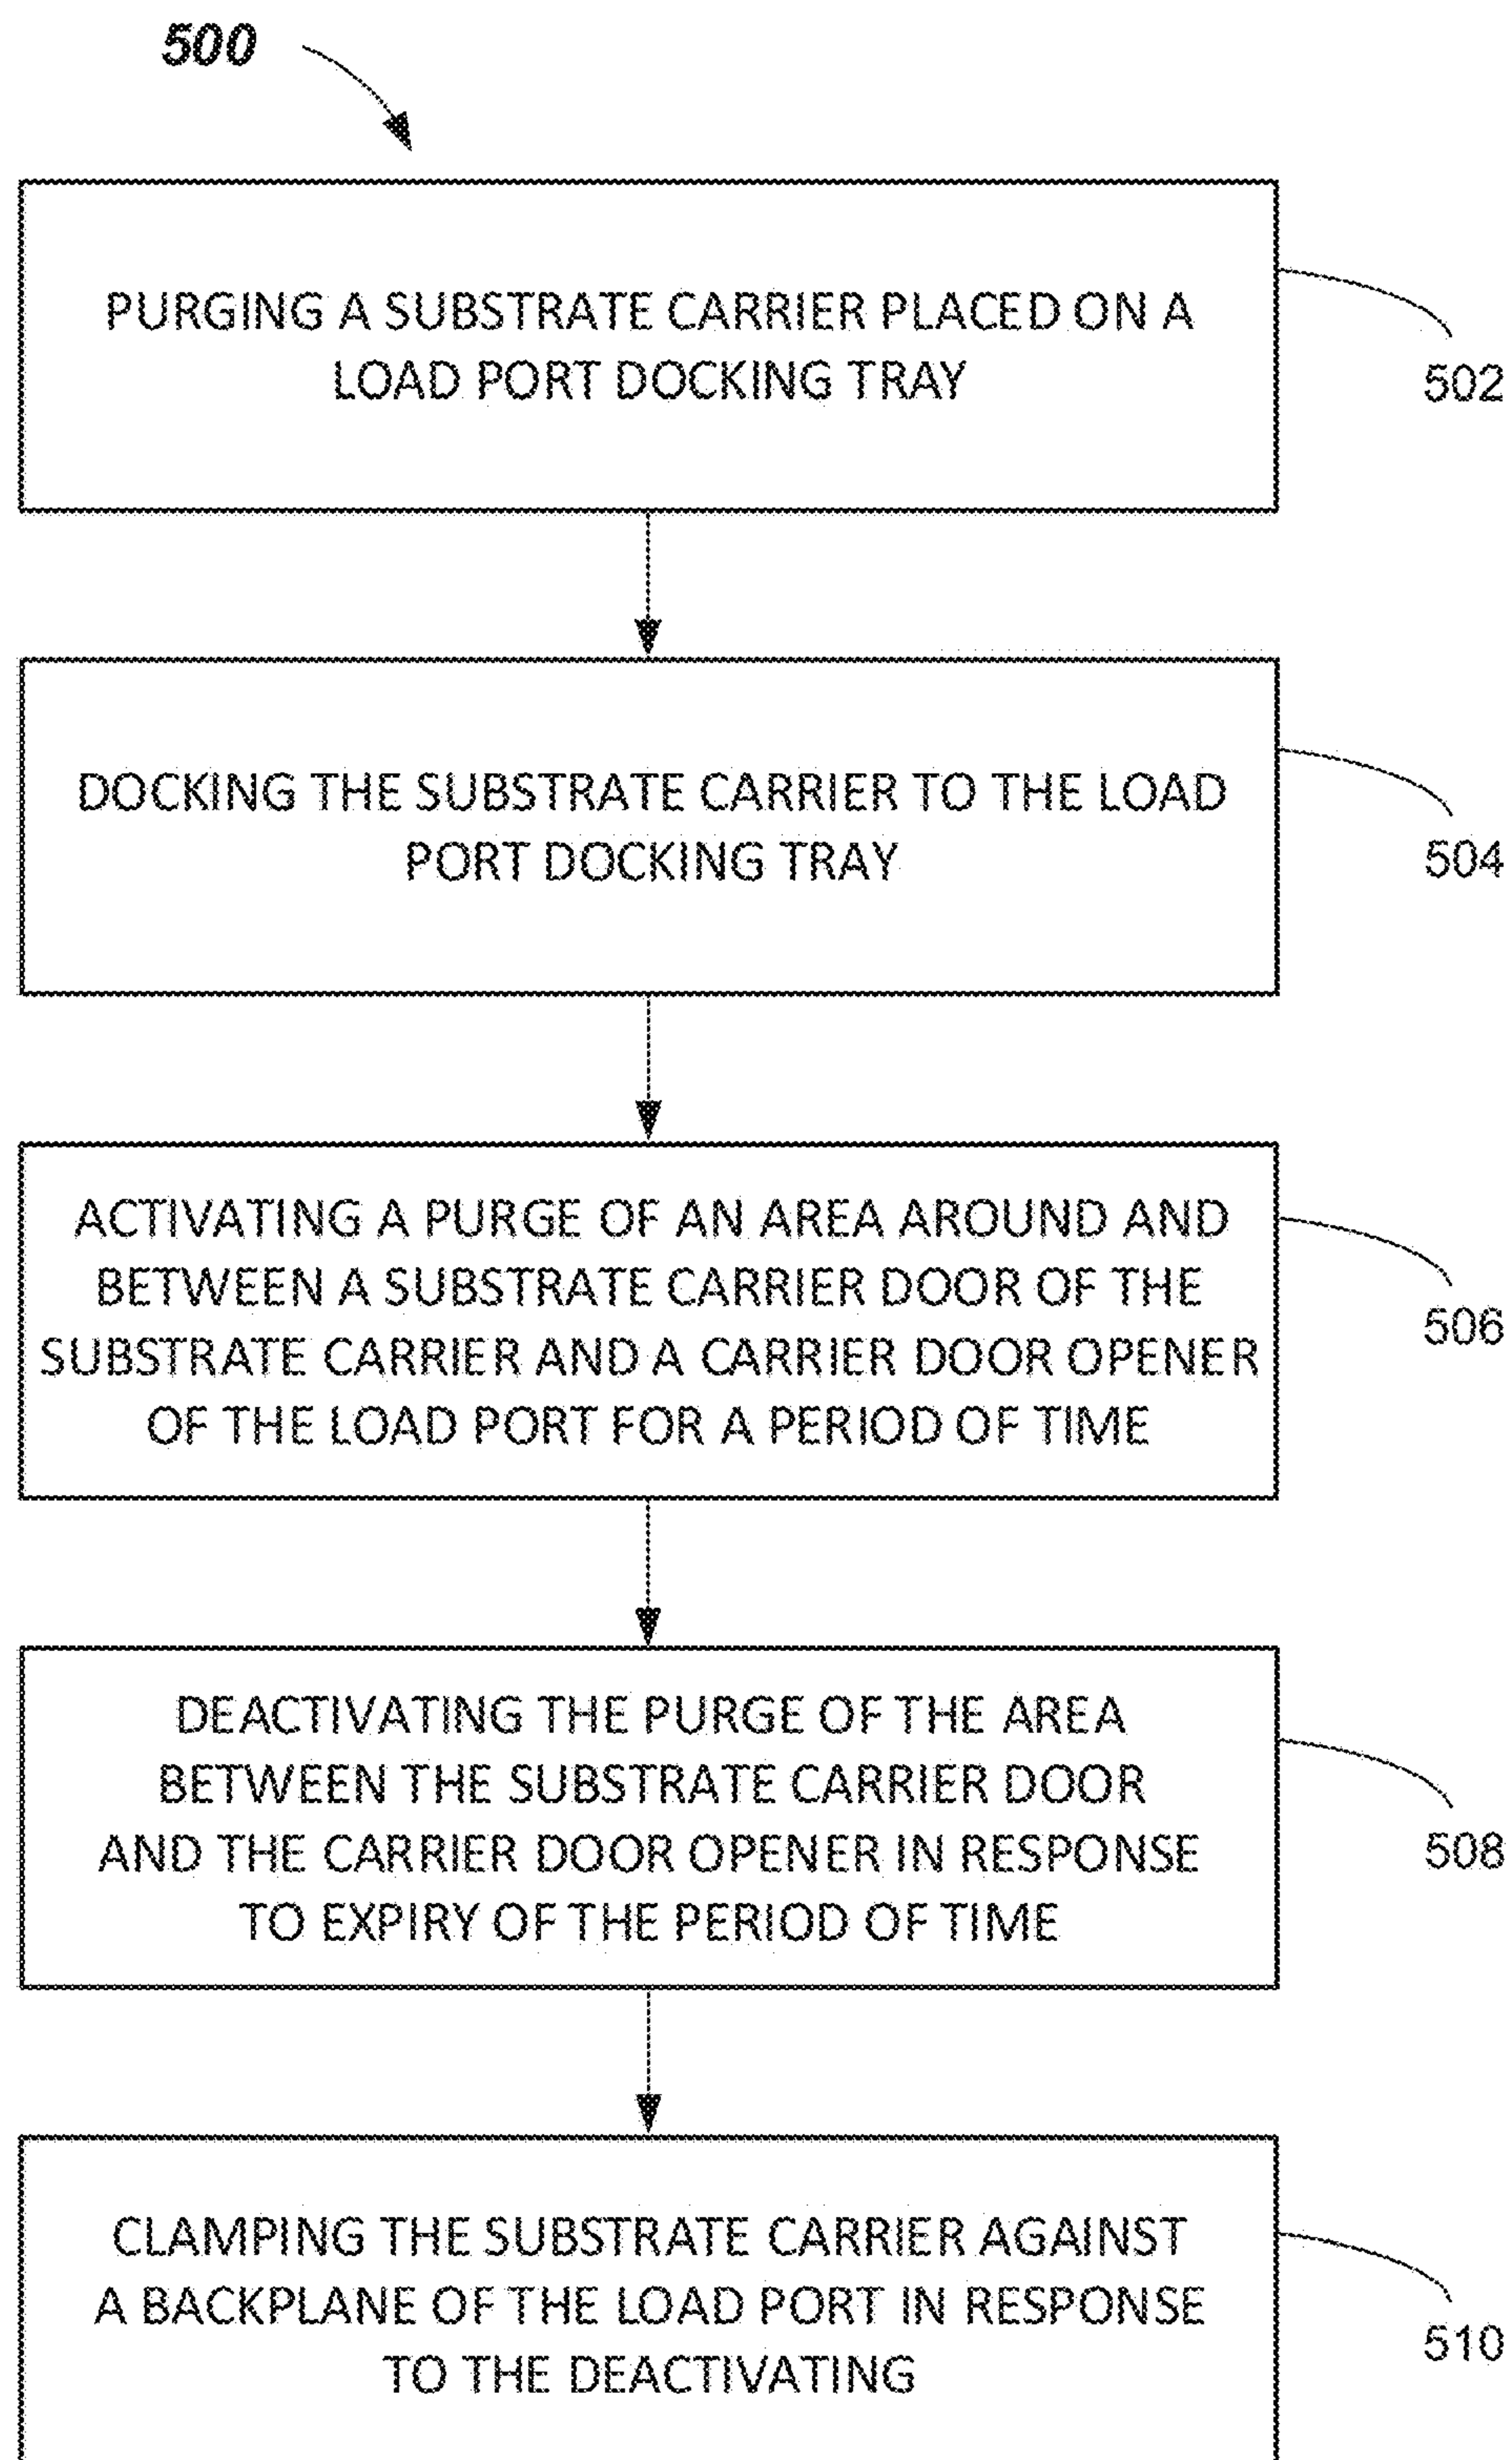 500
PURGING A SUBSTRATE CARRIER PLACED ON A
LOAD PORT DOCKING TRAY
502
DOCKING THE SUBSTRATE CARRIER TO THE LOAD
PORT DOCKING TRAY
504
ACTIVATING A PURGE OF AN AREA AROUND AND
BETWEEN A SUBSTRATE CARRIER DOOR OF THE
SUBSTRATE CARRIER AND A CARRIER DOOR OPENER
OF THE LOAD PORT FOR A PERIOD OF TIME
506
DEACTIVATING THE PURGE OF THE AREA
BETWEEN THE SUBSTRATE CARRIER DOOR
AND THE CARRIER DOOR OPENER IN RESPONSE
TO EXPIRY OF THE PERIOD OF TIME
508
CLAMPING THE SUBSTRATE CARRIER AGAINST
A BACKPLANE OF THE LOAD PORT IN RESPONSE
TO THE DEACTIVATING
510